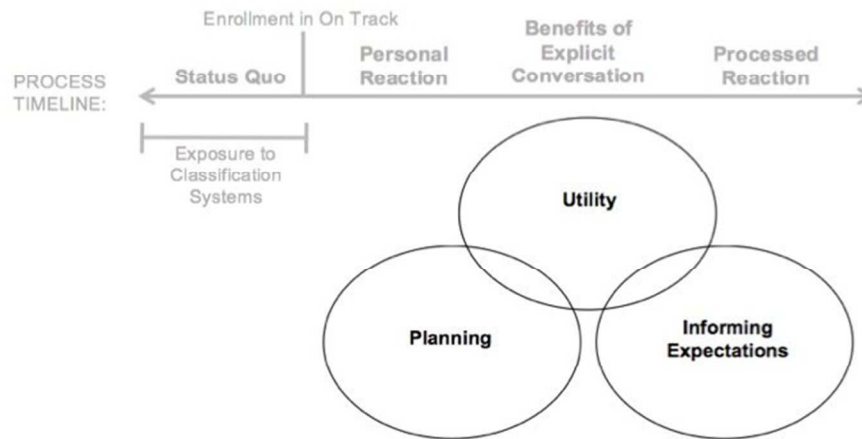 Enrollment in On Track
PROCESS
TIMELINE:
Status Quo
Personal
Reaction
Benefits of
Explicit
Conversation
Processed
Reaction
Exposure to
Classification
Systems
Utility
Planning
Informing
Expectations